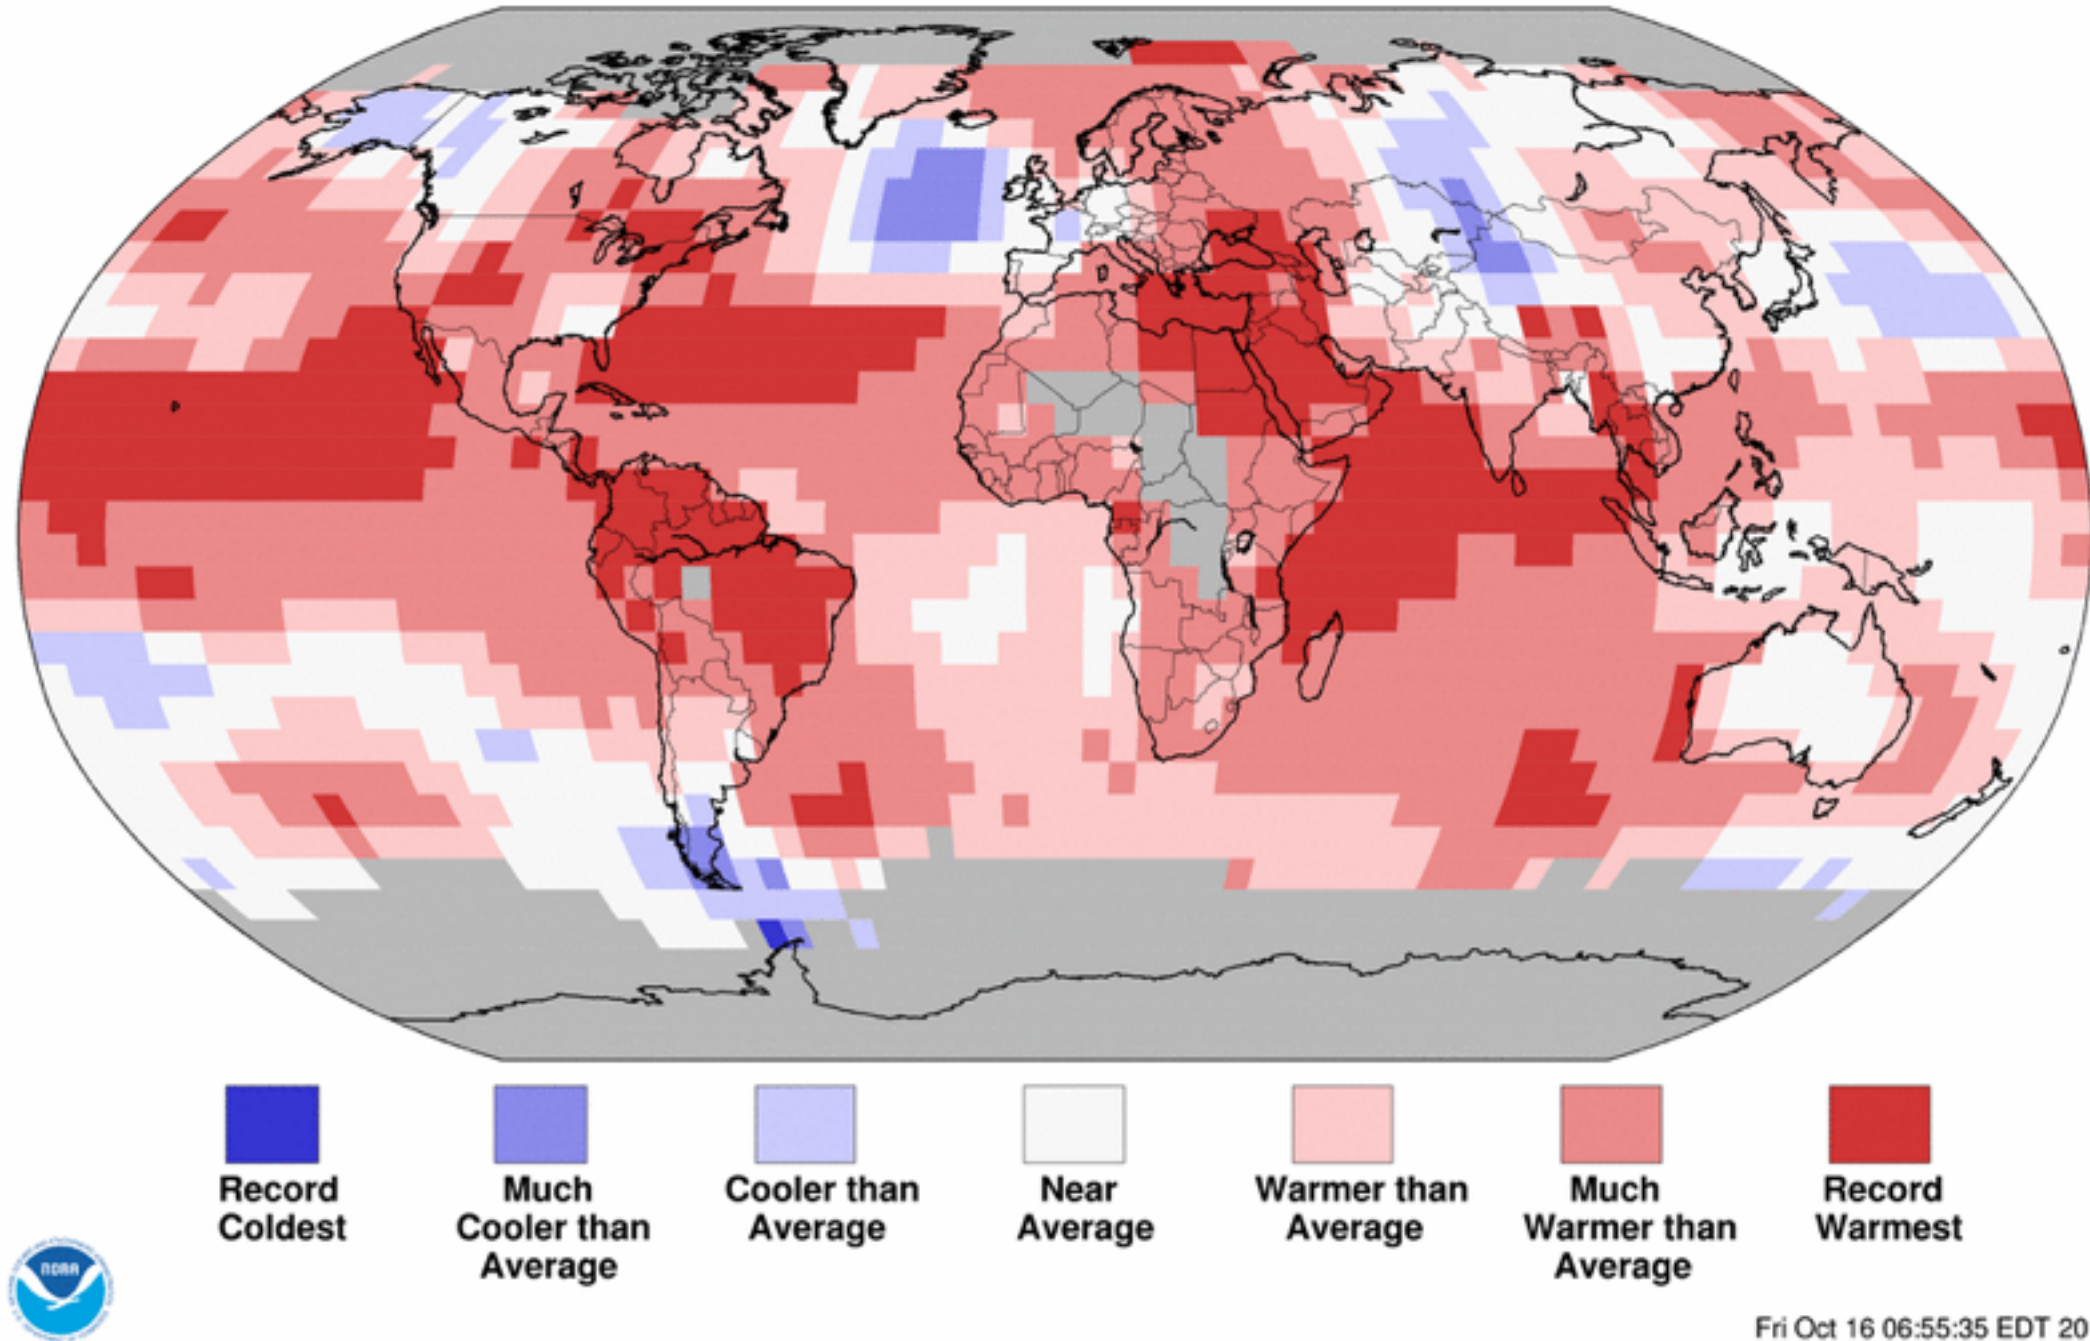 Record
Coldest
Much
Cooler than
Average
Cooler than
Average
Near
Average
Warmer than
Average
Much
Warmer than
Average
Record
Warmest
NOAA
Fri Oct 16 06:55:35 EDT 20